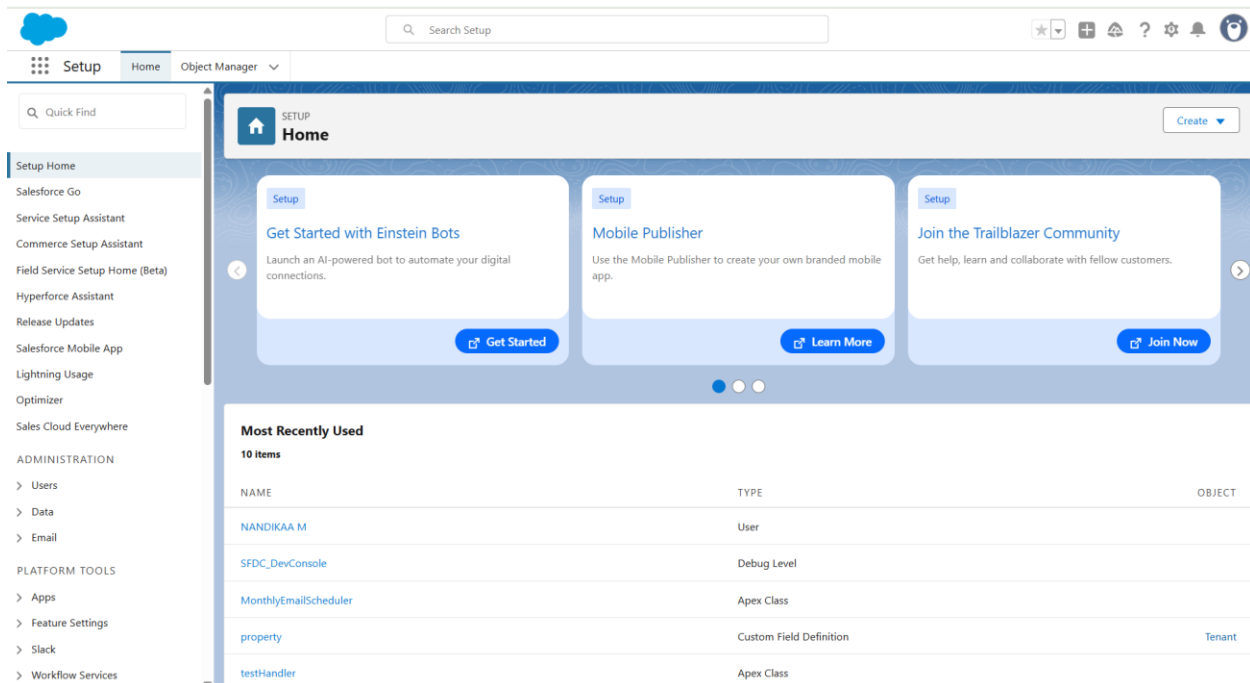 Search Setup
Setup
Home
Object Manager
Quick Find
Setup Home
Salesforce Go
Service Setup Assistant
Commerce Setup Assistant
Field Service Setup Home (Beta)
Hyperforce Assistant
Release Updates
Salesforce Mobile App
Lightning Usage
Optimizer
Sales Cloud Everywhere
ADMINISTRATION
Users
Data
Email
PLATFORM TOOLS
Apps
Feature Settings
Slack
Workflow Services
SETUP
Home
Create
Setup
Get Started with Einstein Bots
Launch an AI-powered bot to automate your digital
connections.
Get Started
Setup
Mobile Publisher
Use the Mobile Publisher to create your own branded mobile
app.
Learn More
Setup
Join the Trailblazer Community
Get help, learn and collaborate with fellow customers.
Join Now
Most Recently Used
10 items
NAME TYPE OBJECT
NANDIKAA M User
SFDC_DevConsole Debug Level
MonthlyEmailScheduler Apex Class
property Custom Field Definition Tenant
testHandler Apex Class